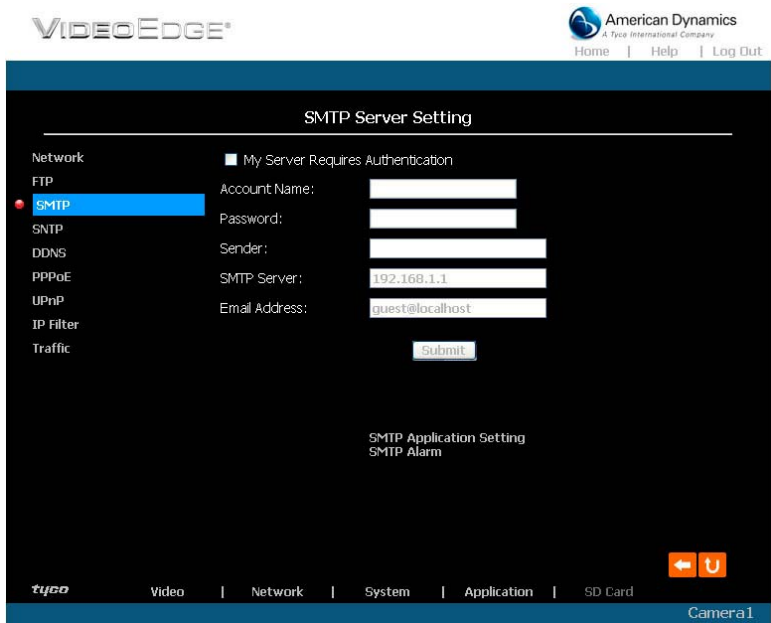 VIDEOEDGE®
American Dynamics
A Tyco International Company
Home | Help | Log Out
SMTP Server Setting
Network
FTP
SMTP
SNTP
DDNS
PPPoE
UPnP
IP Filter
Traffic
My Server Requires Authentication
Account Name:
Password:
Sender:
SMTP Server: 192.168.1.1
Email Address: guest@localhost
Submit
SMTP Application Setting
SMTP Alarm
tyco
Video | Network | System | Application | SD Card
Camera1